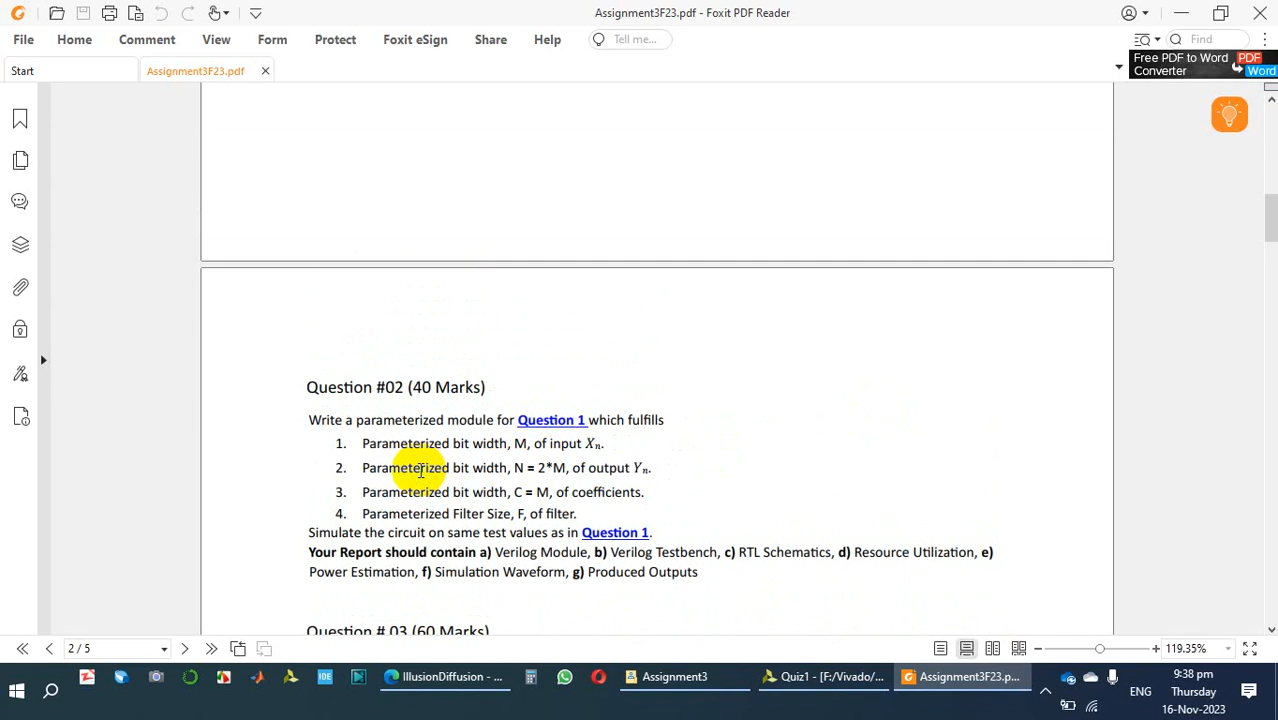 Assignment3F23.pdf - Foxit PDF Reader
File Home Comment View Form Protect Foxit eSign Share Help Tell me... Find
Start Assignment3F23.pdf
Free PDF to Word Converter PDF Word
Question #02 (40 Marks)
Write a parameterized module for Question 1 which fulfills
1. Parameterized bit width, M, of input Xₙ.
2. Parameterized bit width, N = 2*M, of output Yₙ.
3. Parameterized bit width, C = M, of coefficients.
4. Parameterized Filter Size, F, of filter.
Simulate the circuit on same test values as in Question 1.
Your Report should contain a) Verilog Module, b) Verilog Testbench, c) RTL Schematics, d) Resource Utilization, e)
Power Estimation, f) Simulation Waveform, g) Produced Outputs
Question # 03 (60 Marks)
2 / 5 119.35%
IDE IllusionDiffusion - ... Assignment3 Quiz1 - [F:/Vivado/... Assignment3F23.p... ENG
9:38 pm
Thursday
16-Nov-2023